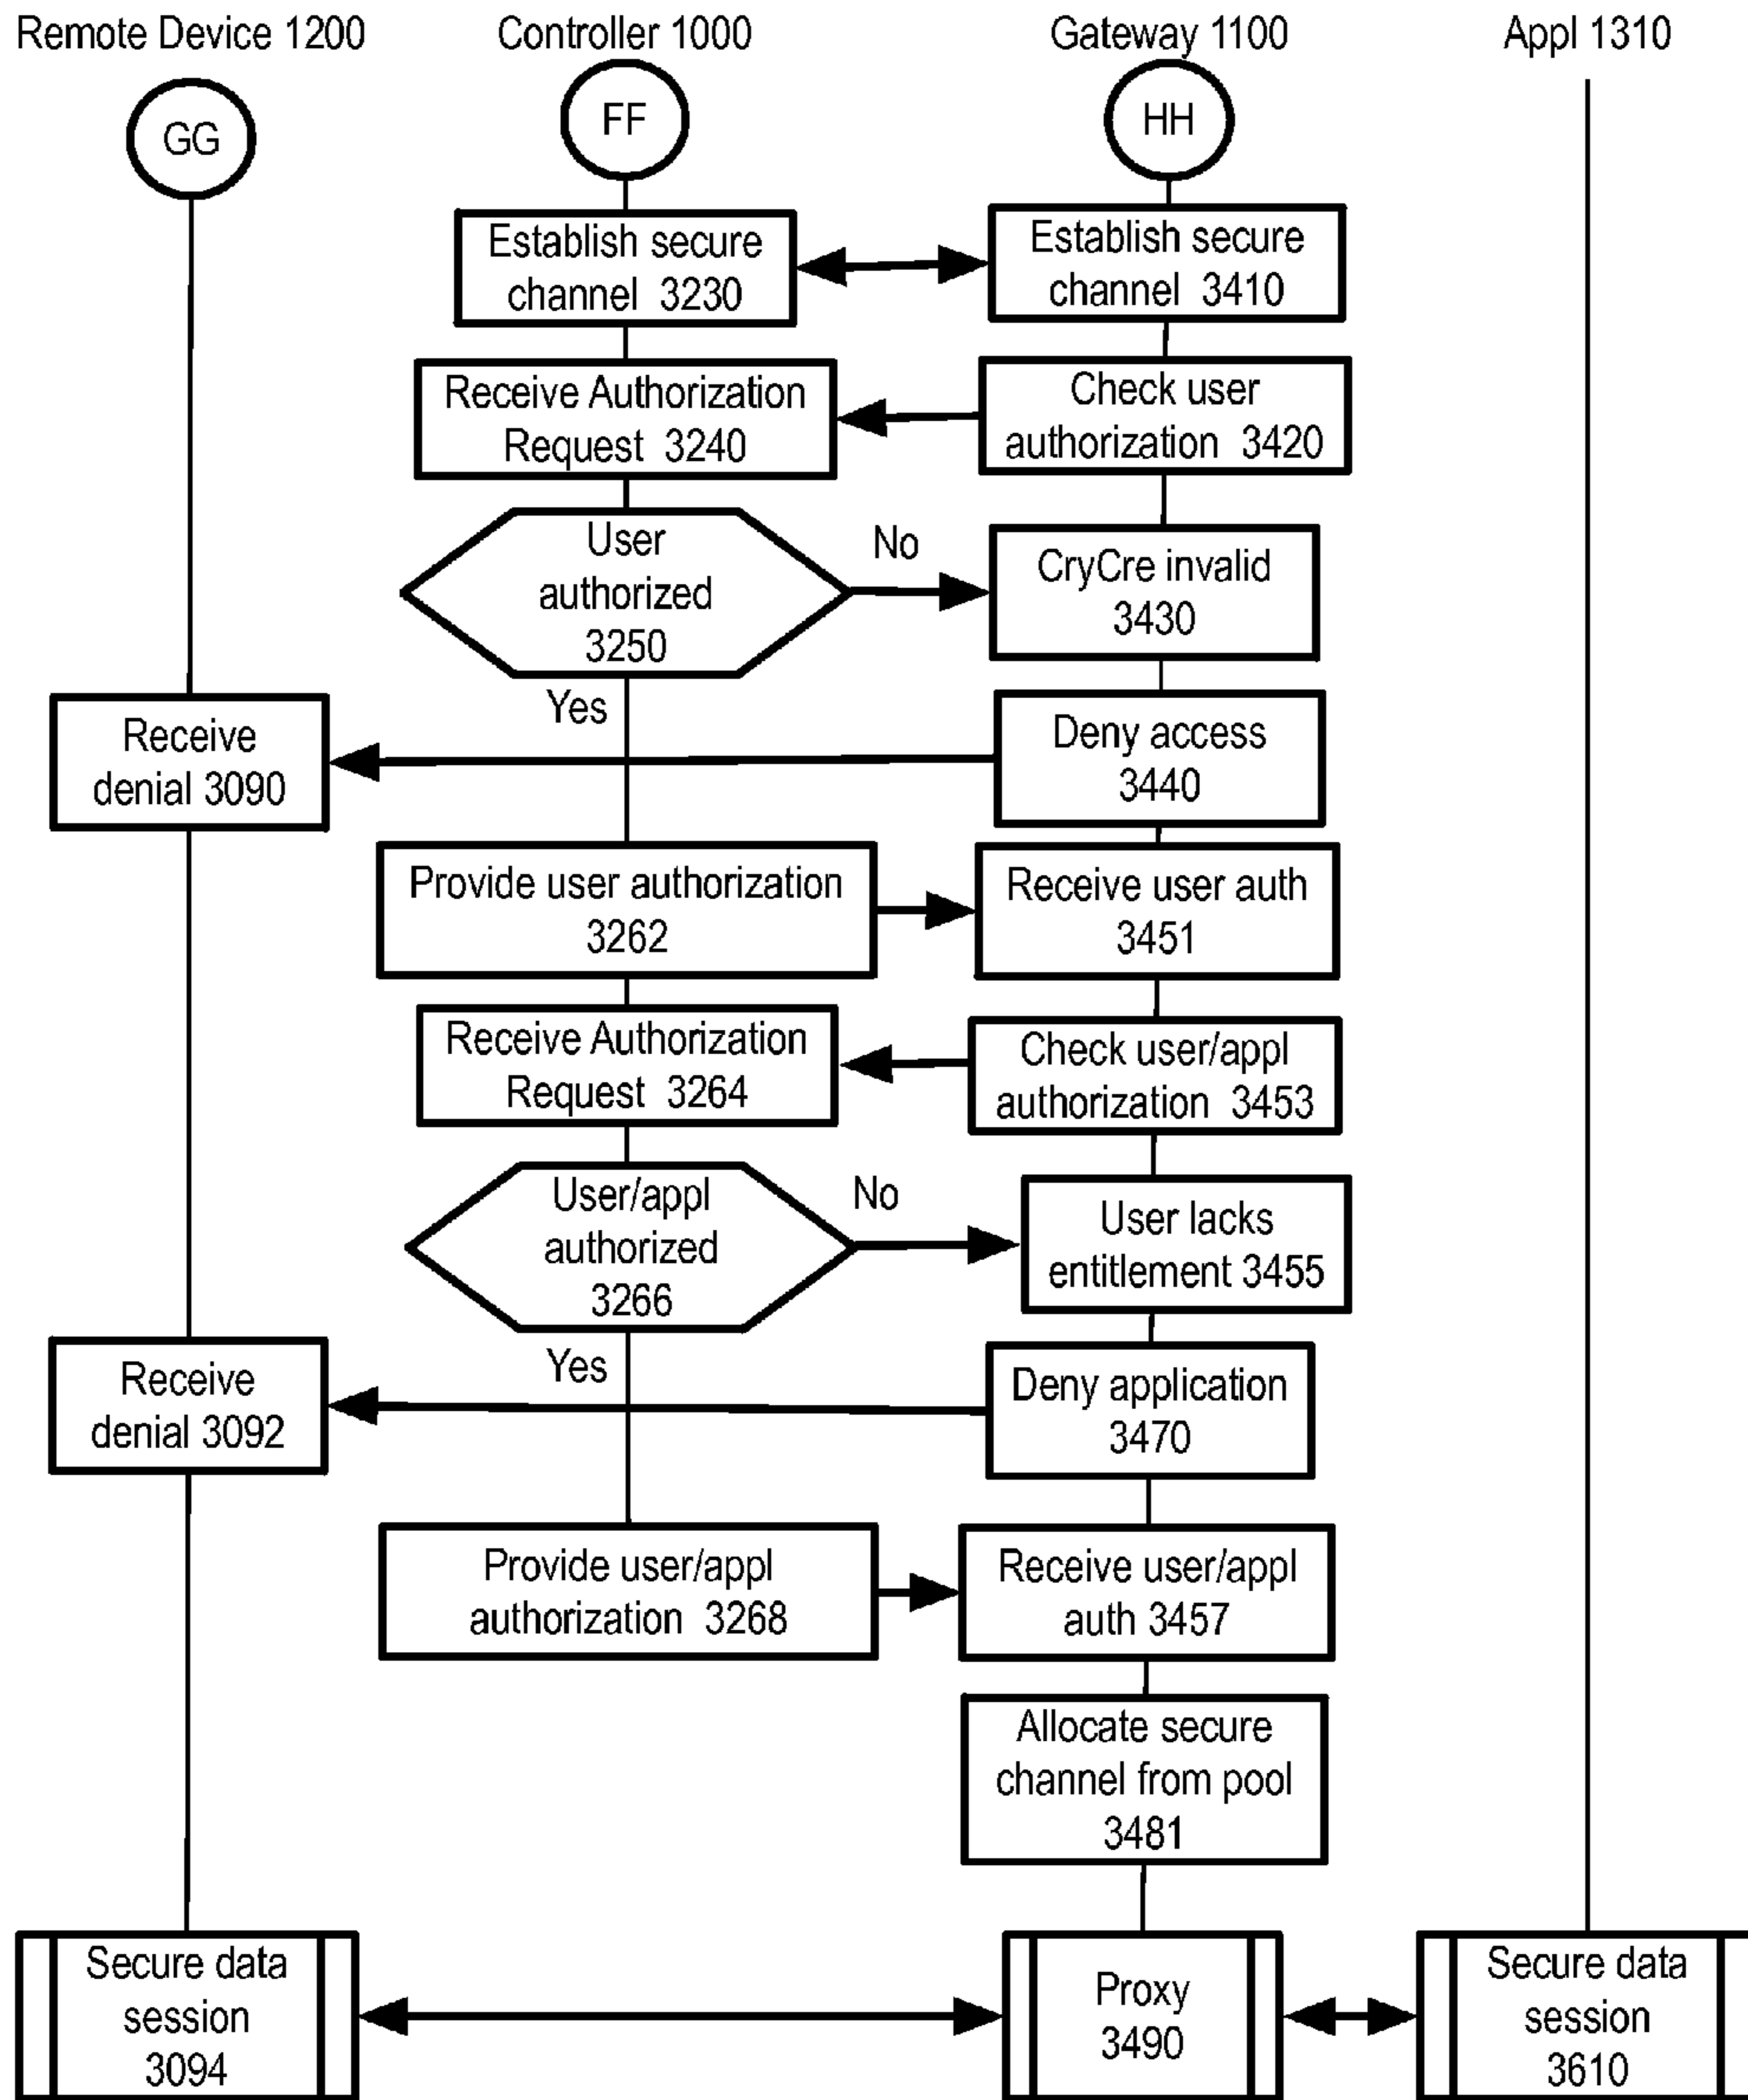 Remote Device 1200
Controller 1000
Gateway 1100
Appl 1310
GG
FF
HH
Establish secure
channel 3230
Establish secure
channel 3410
Receive Authorization
Request 3240
Check user
authorization 3420
User
authorized
3250
No
CryCre invalid
3430
Yes
Receive
denial 3090
Deny access
3440
Provide user authorization
3262
Receive user auth
3451
Receive Authorization
Request 3264
Check user/appl
authorization 3453
User/appl
authorized
3266
No
User lacks
entitlement 3455
Yes
Receive
denial 3092
Deny application
3470
Provide user/appl
authorization 3268
Receive user/appl
auth 3457
Allocate secure
channel from pool
3481
Secure data
session
3094
Proxy
3490
Secure data
session
3610